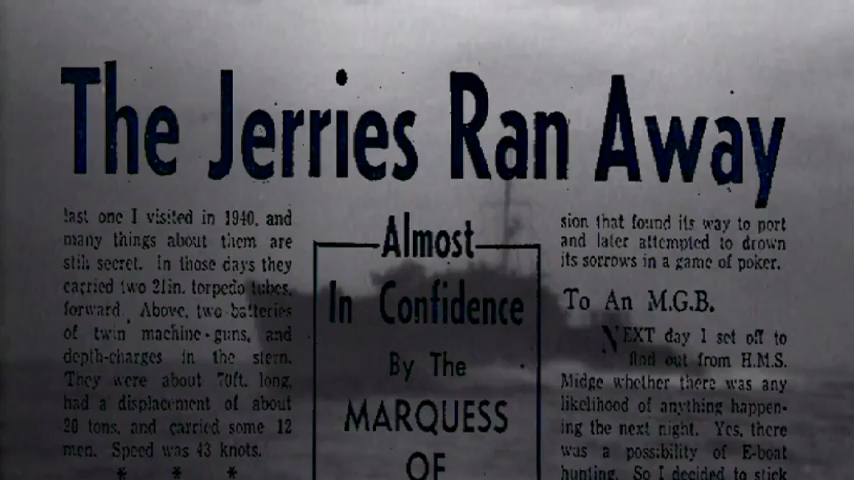 The Jerries Ran Away
last one I visited in 1940, and
many things about them are
still secret. In those days they
carried two 21in. torpedo tubes,
forward. Above, two batteries
of twin machine-guns, and
depth-charges in the stern.
They were about 70ft. long,
had a displacement of about
20 tons, and carried some 12
men. Speed was 43 knots.
* * *
Almost
In Confidence
By The
MARQUESS
OF
sion that found its way to port
and later attempted to drown
its sorrows in a game of poker.
To An M.G.B.
NEXT day I set off to
find out from H.M.S.
Midge whether there was any
likelihood of anything happen-
ing the next night. Yes, there
was a possibility of E-boat
hunting. So I decided to stick